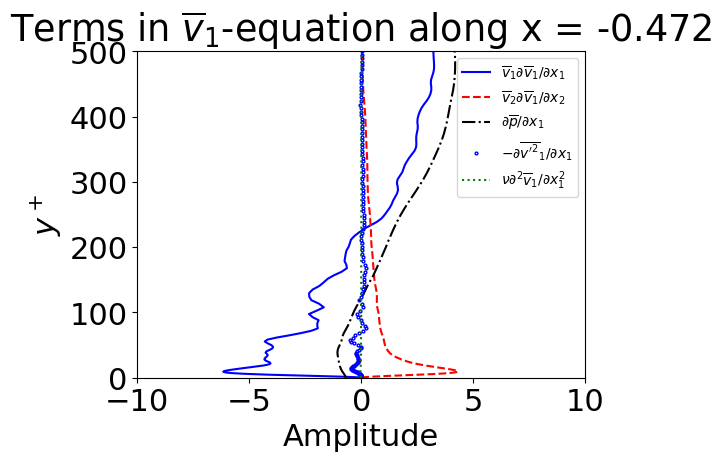 Terms in v̅₁-equation along x = -0.472
500
400
300
200
100
0
y⁺
−10
−5
0
5
10
Amplitude
v̅₁∂v̅₁/∂x₁
v̅₂∂v̅₁/∂x₂
∂p̅/∂x₁
−∂v′²₁/∂x₁
ν∂²v̅₁/∂x₁²